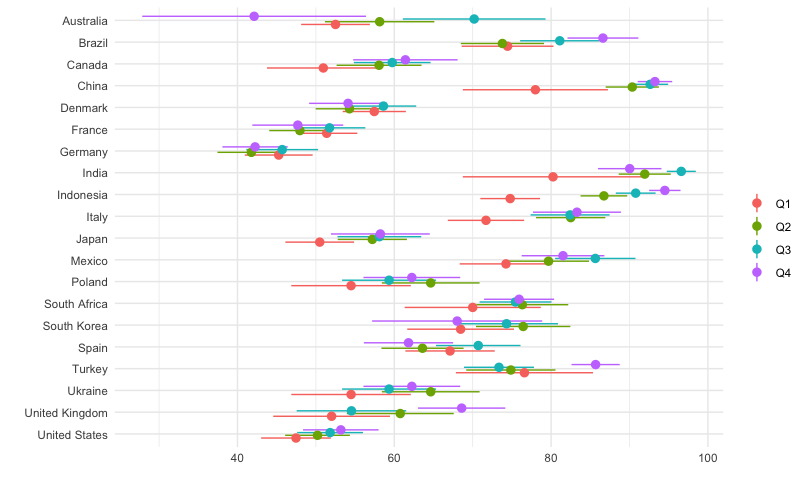 Australia
Brazil
Canada
China
Denmark
France
Germany
India
Indonesia
Italy
Japan
Mexico
Poland
South Africa
South Korea
Spain
Turkey
Ukraine
United Kingdom
United States
40 60 80 100
Q1
Q2
Q3
Q4